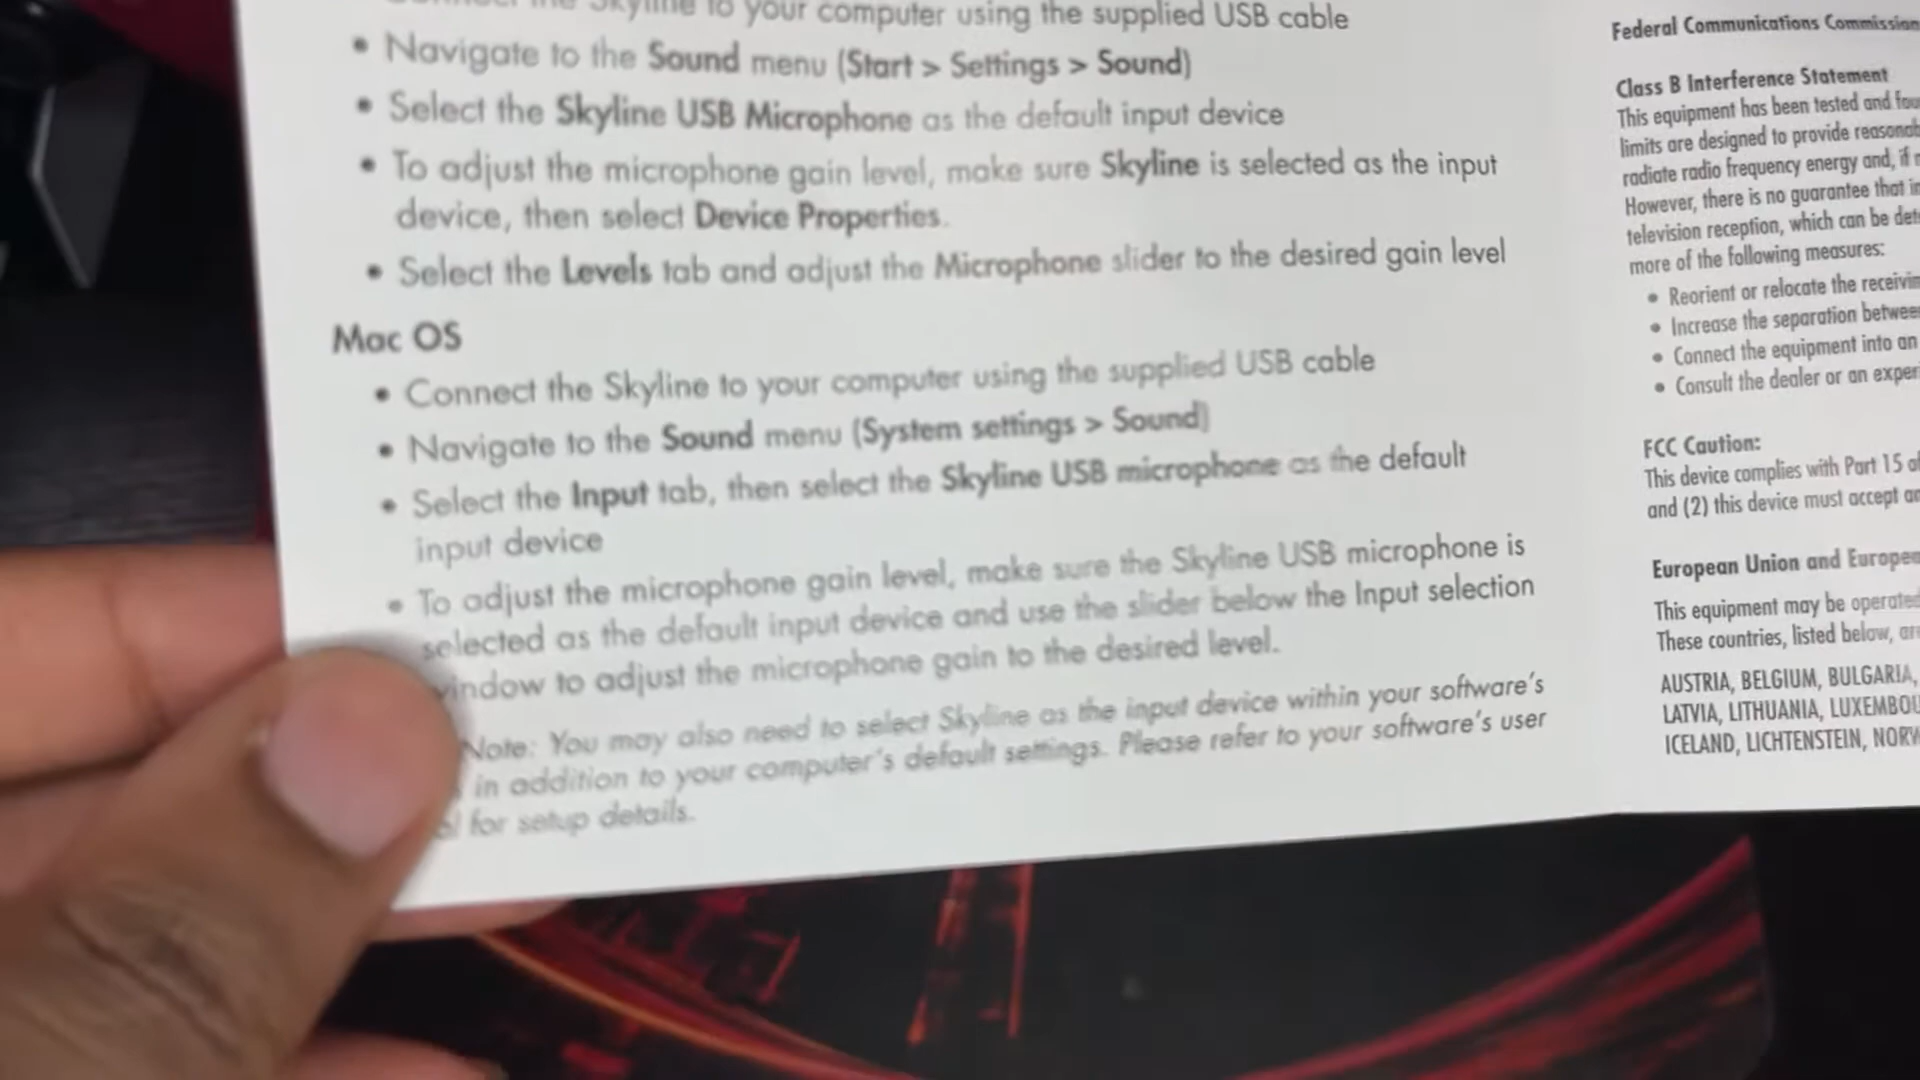 the Skyline to your computer using the supplied USB cable
• Navigate to the Sound menu (Start > Settings > Sound)
• Select the Skyline USB Microphone as the default input device
• To adjust the microphone gain level, make sure Skyline is selected as the input
device, then select Device Properties.
• Select the Levels tab and adjust the Microphone slider to the desired gain level
Mac OS
• Connect the Skyline to your computer using the supplied USB cable
• Navigate to the Sound menu (System settings > Sound)
• Select the Input tab, then select the Skyline USB microphone as the default
input device
• To adjust the microphone gain level, make sure the Skyline USB microphone is
selected as the default input device and use the slider below the Input selection
window to adjust the microphone gain to the desired level.
Note: You may also need to select Skyline as the input device within your software's
in addition to your computer's default settings. Please refer to your software's user
for setup details.
Federal Communications Commission
Class B Interference Statement
This equipment has been tested and
limits are designed to provide
radiate radio frequency energy and, if
However, there is no guarantee that
television reception, which can be
more of the following measures:
• Reorient or relocate the
• Increase the separation
• Connect the equipment into an
• Consult the dealer or an
FCC Caution:
This device complies with Part 15
and (2) this device must accept
European Union and
This equipment may be
These countries, listed below,
AUSTRIA, BELGIUM, BULGARIA,
LATVIA, LITHUANIA,
ICELAND, LICHTENSTEIN,